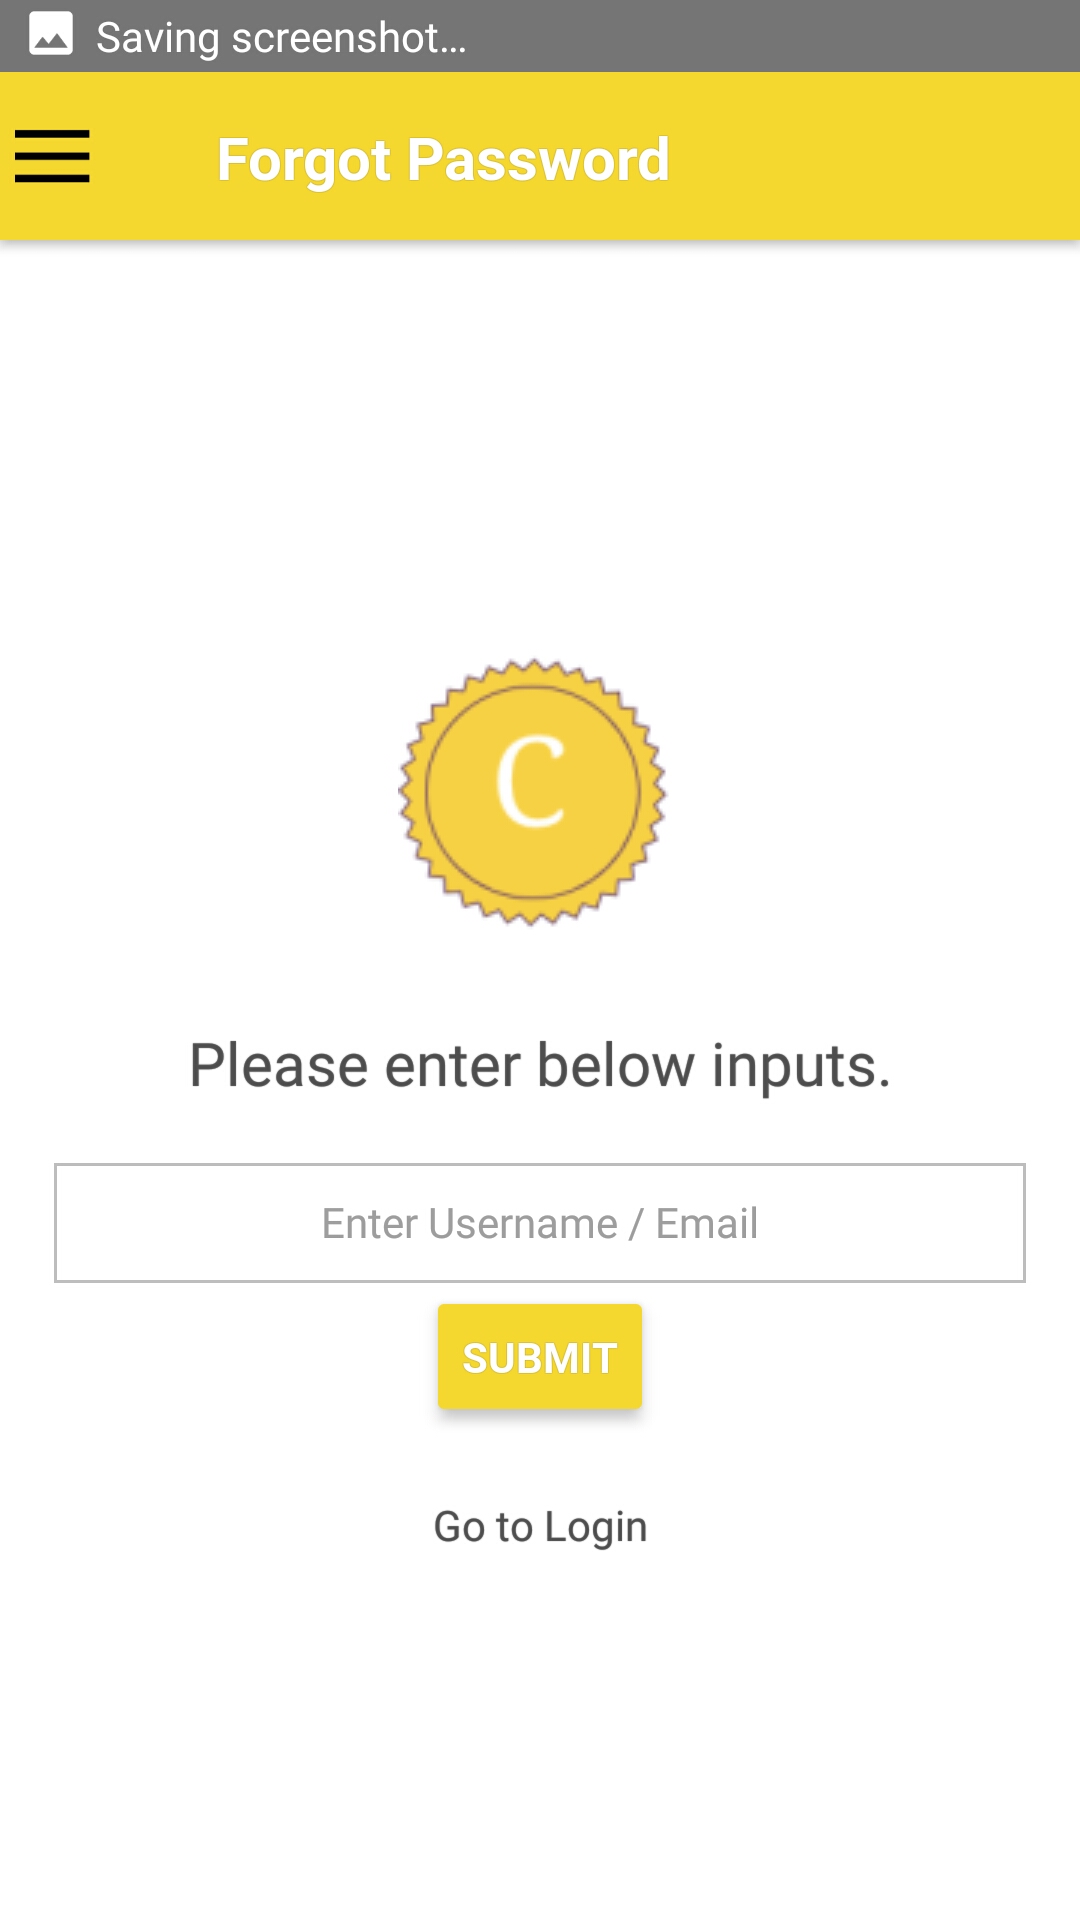 Saving screenshot...
Forgot Password
C
Please enter below inputs.
Enter Username / Email
SUBMIT
Go to Login